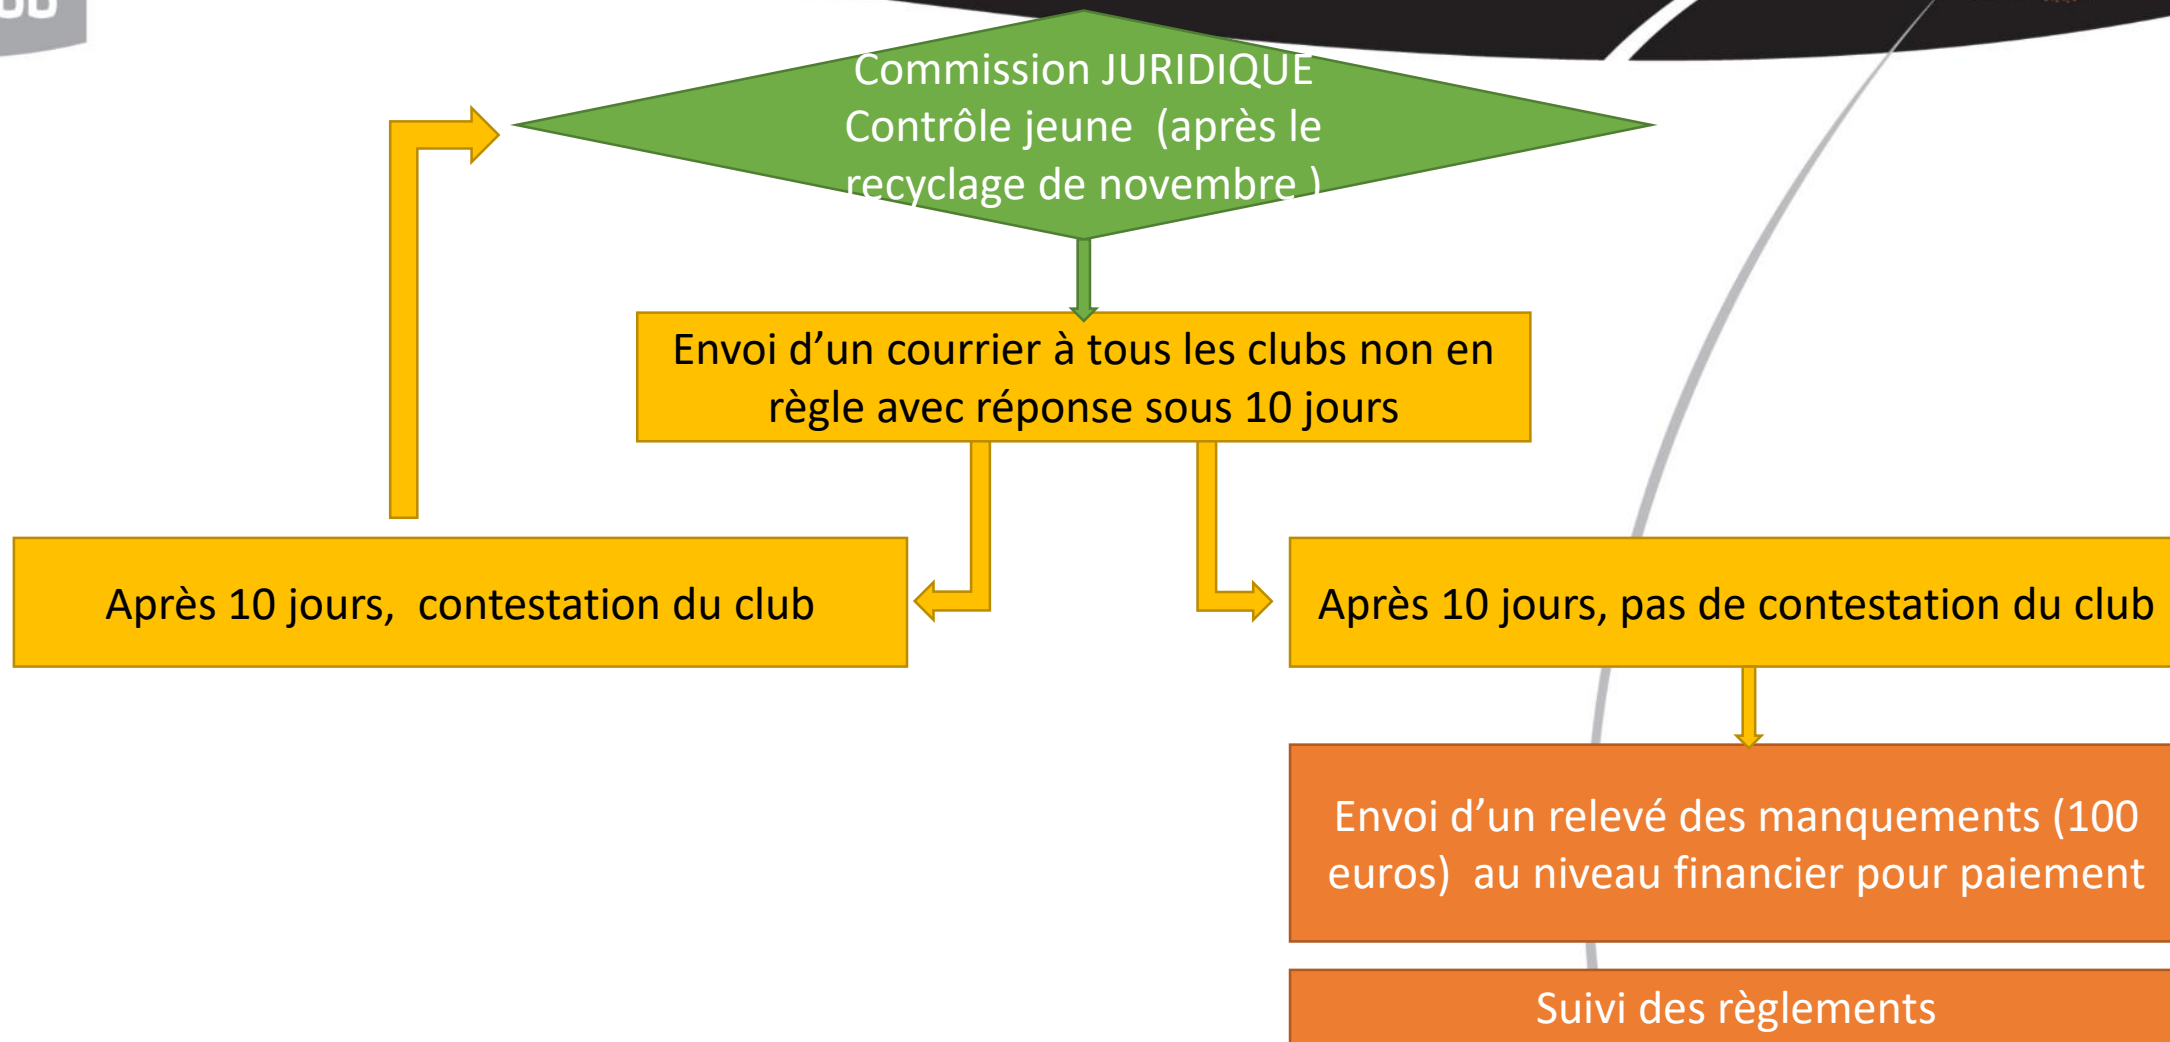 Commission JURIDIQUE
Contrôle jeune (après le
recyclage de novembre )
Envoi d’un courrier à tous les clubs non en
règle avec réponse sous 10 jours
Après 10 jours, contestation du club
Après 10 jours, pas de contestation du club
Envoi d’un relevé des manquements (100
euros) au niveau financier pour paiement
Suivi des règlements